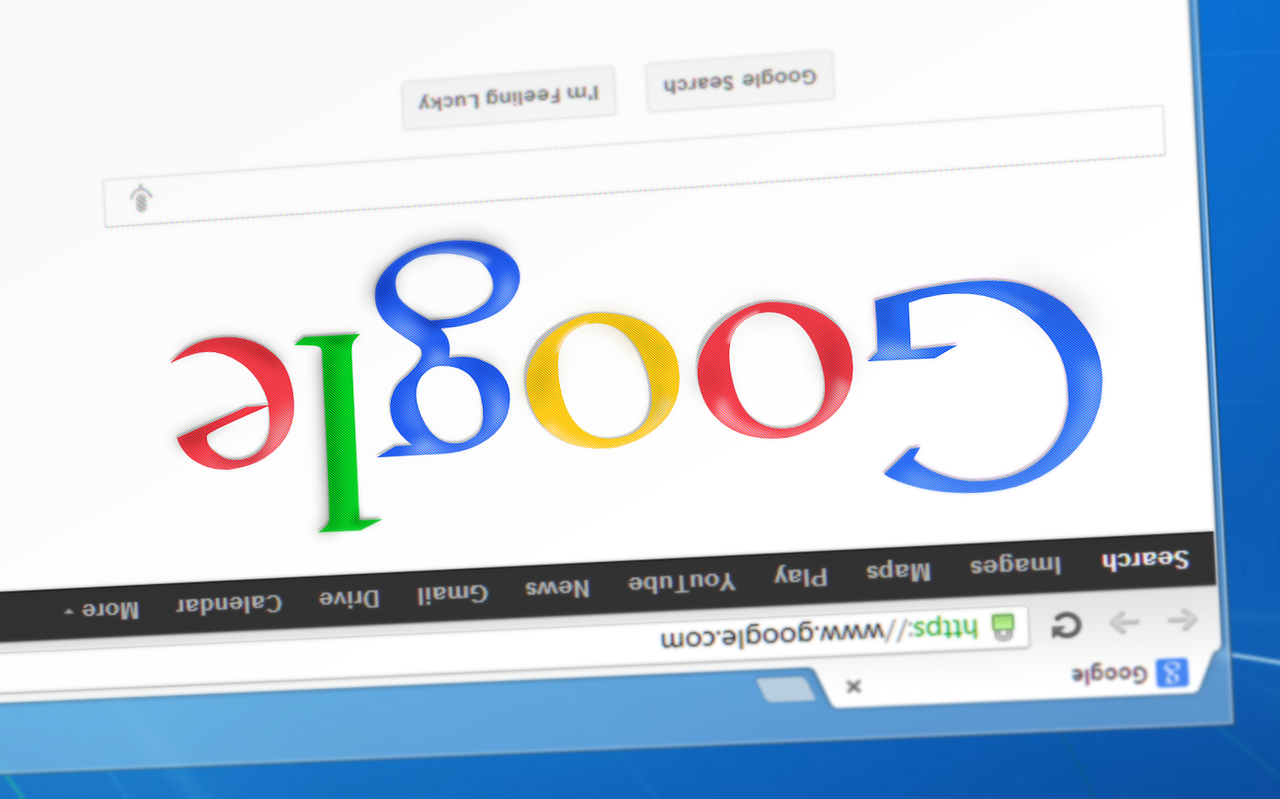 Google
https://www.google.com
Search Images Maps Play YouTube News Gmail Drive Calendar More
Google
Google Search I'm Feeling Lucky